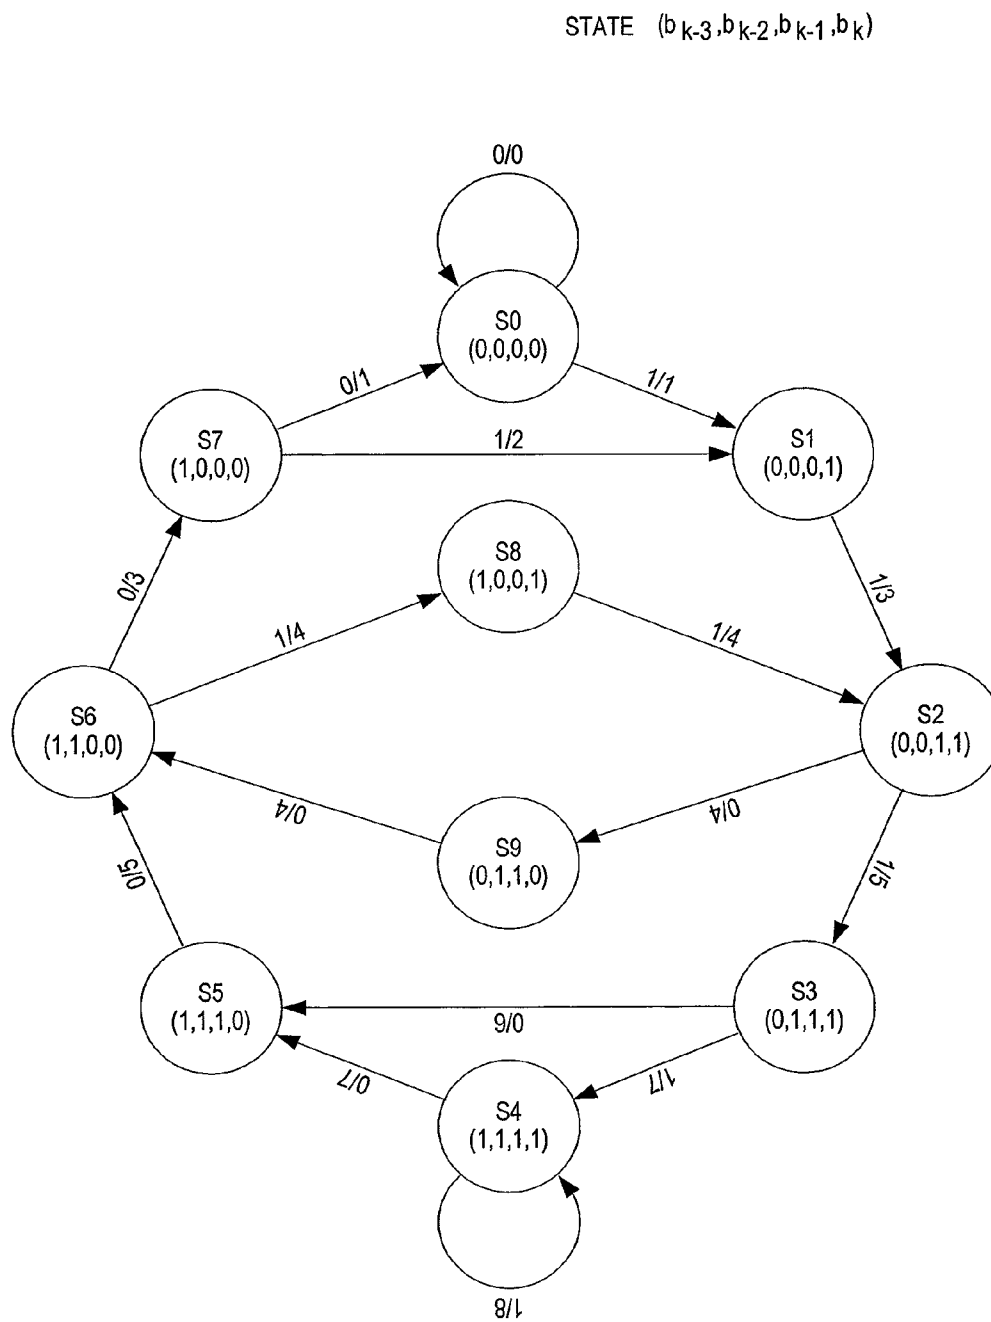 STATE (b k-3 ,b k-2 ,b k-1 ,b k )
0/0
S0
(0,0,0,0)
0/1
1/1
S7
(1,0,0,0)
1/2
S1
(0,0,0,1)
S8
(1,0,0,1)
0/3
1/3
1/4
1/4
S6
(1,1,0,0)
S2
(0,0,1,1)
0/4
0/4
S9
(0,1,1,0)
0/5
1/5
S5
(1,1,1,0)
0/6
S3
(0,1,1,1)
0/7
1/7
S4
(1,1,1,1)
1/8